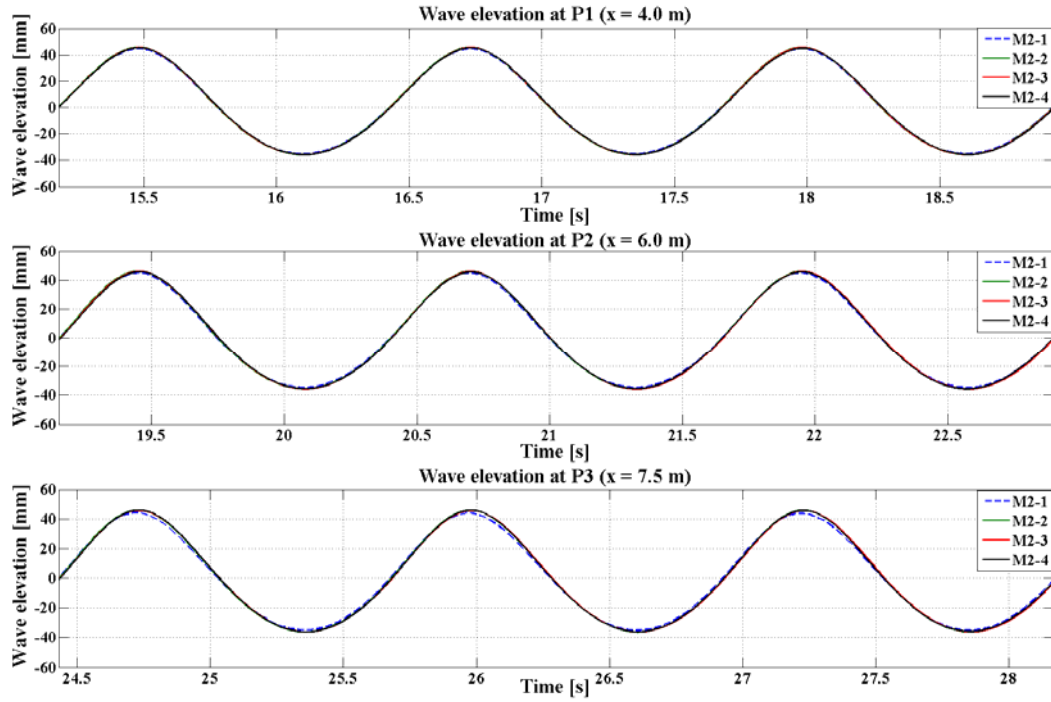 Wave elevation at P1 (x = 4.0 m)
Wave elevation [mm]
60
40
20
0
-20
-40
-60
15.5 16 16.5 17 17.5 18 18.5
Time [s]
M2-1
M2-2
M2-3
M2-4
Wave elevation at P2 (x = 6.0 m)
Wave elevation [mm]
60
40
20
0
-20
-40
-60
19.5 20 20.5 21 21.5 22 22.5
Time [s]
M2-1
M2-2
M2-3
M2-4
Wave elevation at P3 (x = 7.5 m)
Wave elevation [mm]
60
40
20
0
-20
-40
-60
24.5 25 25.5 26 26.5 27 27.5 28
Time [s]
M2-1
M2-2
M2-3
M2-4